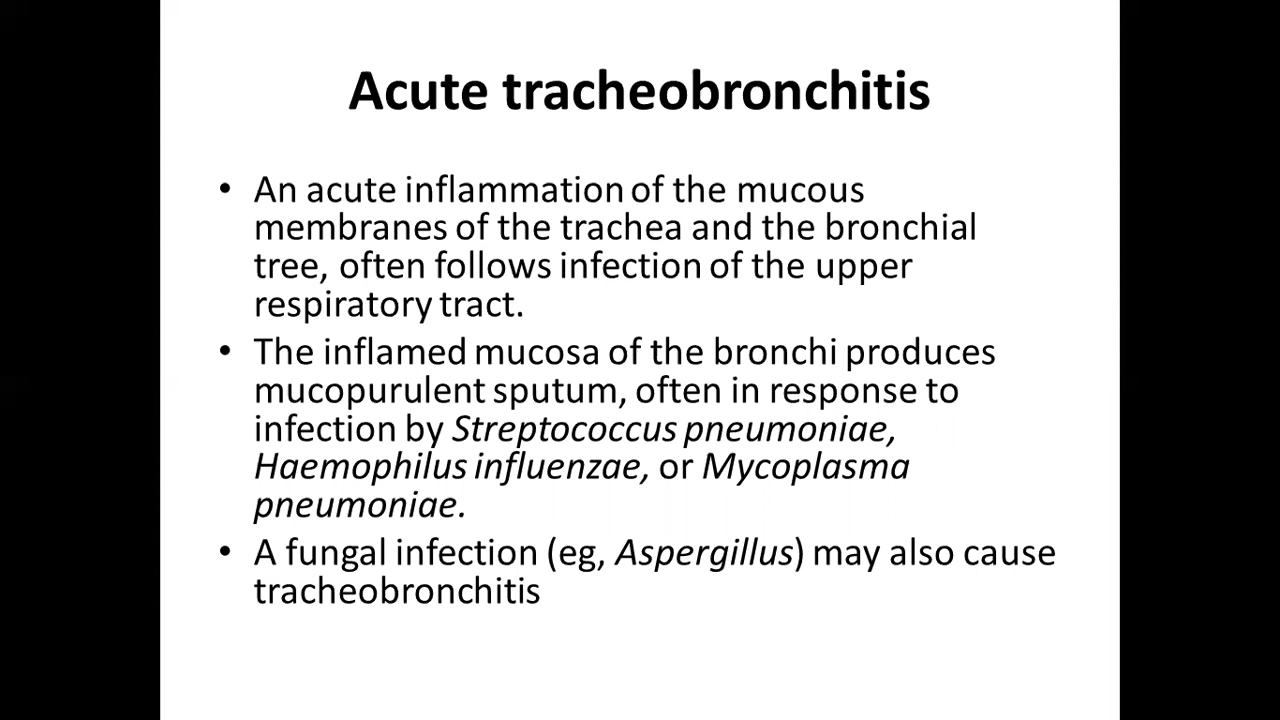 Acute tracheobronchitis
• An acute inflammation of the mucous
membranes of the trachea and the bronchial
tree, often follows infection of the upper
respiratory tract.
• The inflamed mucosa of the bronchi produces
mucopurulent sputum, often in response to
infection by Streptococcus pneumoniae,
Haemophilus influenzae, or Mycoplasma
pneumoniae.
• A fungal infection (eg, Aspergillus) may also cause
tracheobronchitis